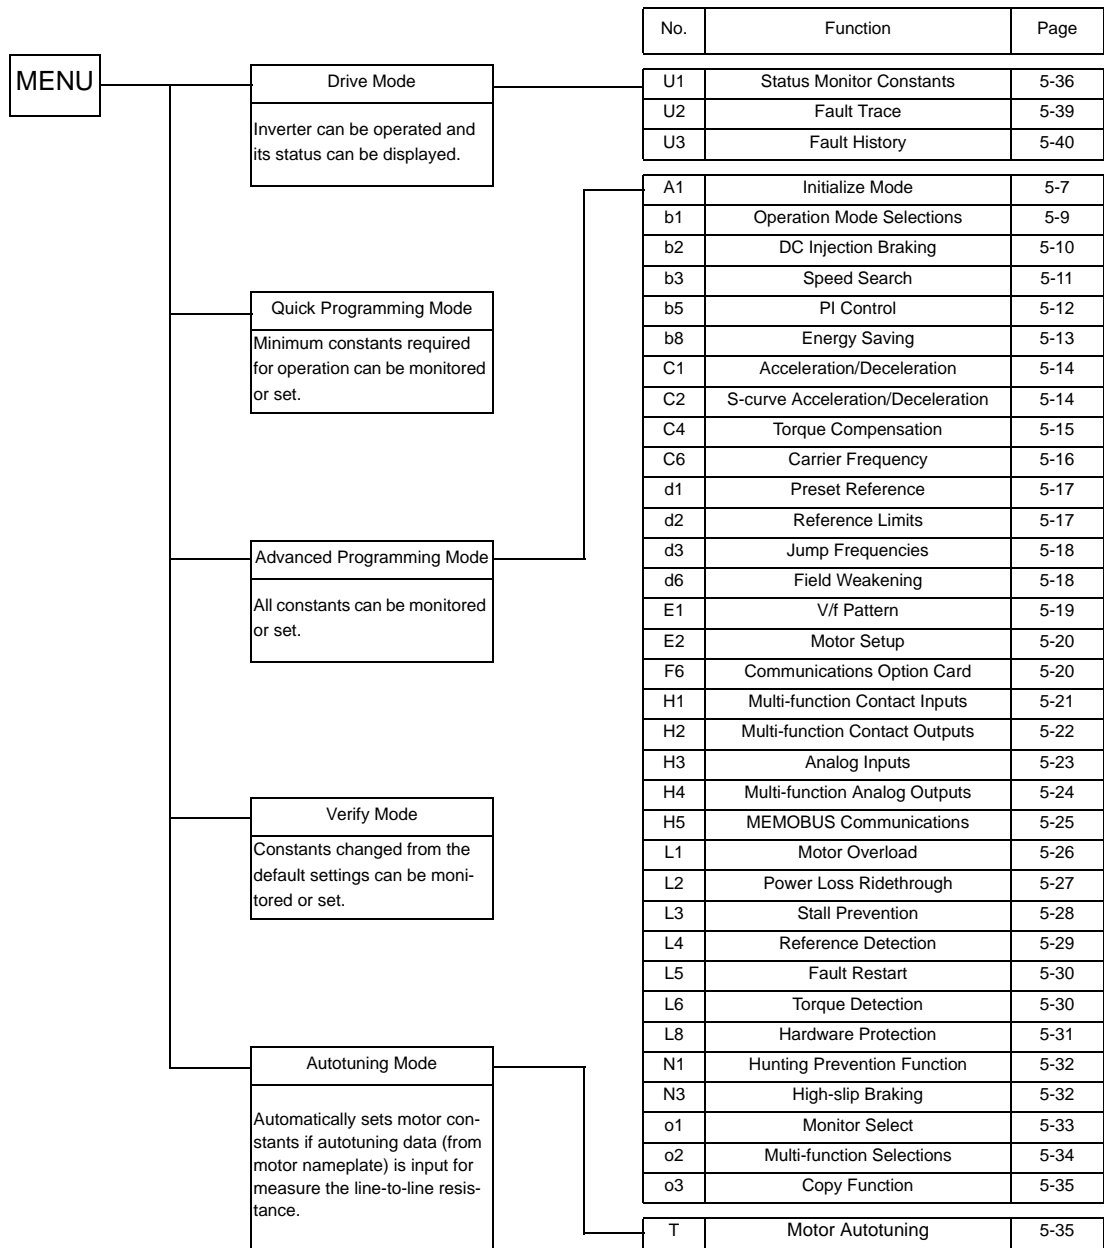 No. Function Page
MENU
Drive Mode
Inverter can be operated and
its status can be displayed.
Quick Programming Mode
Minimum constants required
for operation can be monitored
or set.
Advanced Programming Mode
All constants can be monitored
or set.
Verify Mode
Constants changed from the
default settings can be moni-
tored or set.
Autotuning Mode
Automatically sets motor con-
stants if autotuning data (from
motor nameplate) is input for
measure the line-to-line resis-
tance.
U1 Status Monitor Constants 5-36
U2 Fault Trace 5-39
U3 Fault History 5-40
A1 Initialize Mode 5-7
b1 Operation Mode Selections 5-9
b2 DC Injection Braking 5-10
b3 Speed Search 5-11
b5 PI Control 5-12
b8 Energy Saving 5-13
C1 Acceleration/Deceleration 5-14
C2 S-curve Acceleration/Deceleration 5-14
C4 Torque Compensation 5-15
C6 Carrier Frequency 5-16
d1 Preset Reference 5-17
d2 Reference Limits 5-17
d3 Jump Frequencies 5-18
d6 Field Weakening 5-18
E1 V/f Pattern 5-19
E2 Motor Setup 5-20
F6 Communications Option Card 5-20
H1 Multi-function Contact Inputs 5-21
H2 Multi-function Contact Outputs 5-22
H3 Analog Inputs 5-23
H4 Multi-function Analog Outputs 5-24
H5 MEMOBUS Communications 5-25
L1 Motor Overload 5-26
L2 Power Loss Ridethrough 5-27
L3 Stall Prevention 5-28
L4 Reference Detection 5-29
L5 Fault Restart 5-30
L6 Torque Detection 5-30
L8 Hardware Protection 5-31
N1 Hunting Prevention Function 5-32
N3 High-slip Braking 5-32
o1 Monitor Select 5-33
o2 Multi-function Selections 5-34
o3 Copy Function 5-35
T Motor Autotuning 5-35